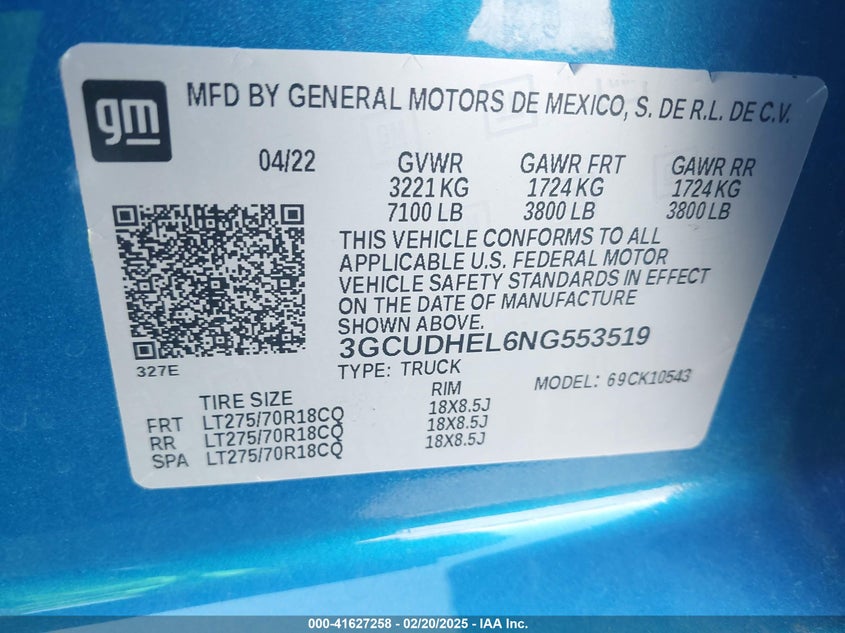 gm
MFD BY GENERAL MOTORS DE MEXICO, S. DE R.L. DE C.V.
04/22 GVWR GAWR FRT GAWR RR
3221 KG 1724 KG 1724 KG
7100 LB 3800 LB 3800 LB
THIS VEHICLE CONFORMS TO ALL
APPLICABLE U.S. FEDERAL MOTOR
VEHICLE SAFETY STANDARDS IN EFFECT
ON THE DATE OF MANUFACTURE
SHOWN ABOVE.
3GCUDHEL6NG553519
327E
TYPE: TRUCK MODEL: 69CK10543
TIRE SIZE RIM
FRT LT275/70R18CQ 18X8.5J
RR LT275/70R18CQ 18X8.5J
SPA LT275/70R18CQ 18X8.5J
000-41627258 - 02/20/2025 - IAA Inc.